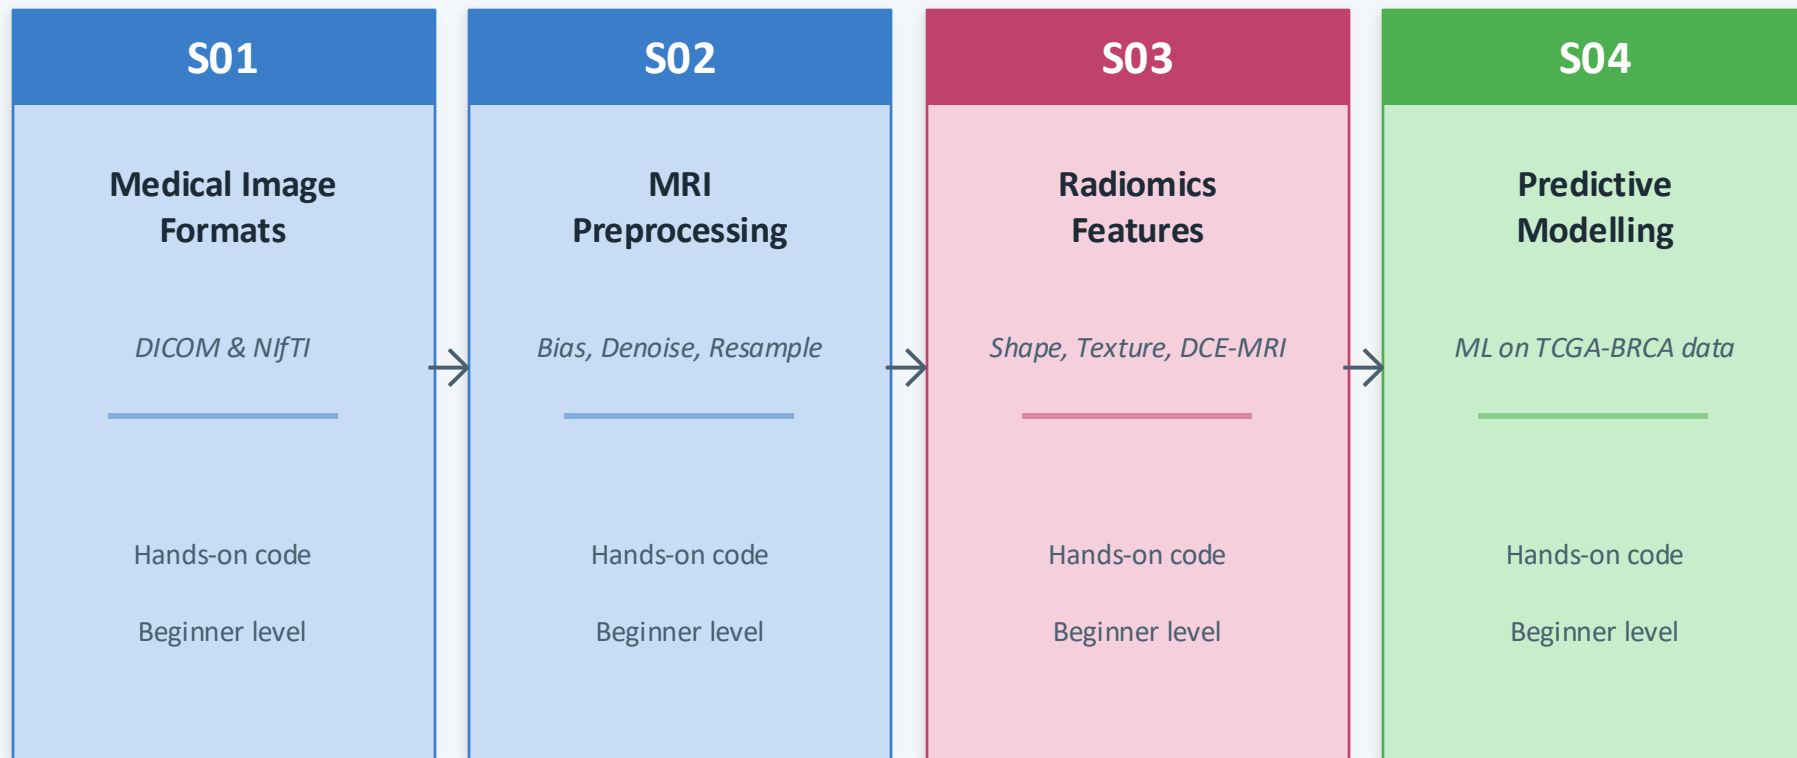 S01
Medical Image
Formats
DICOM & NIfTI
Hands-on code
Beginner level
S02
MRI
Preprocessing
Bias, Denoise, Resample
Hands-on code
Beginner level
S03
Radiomics
Features
Shape, Texture, DCE-MRI
Hands-on code
Beginner level
S04
Predictive
Modelling
ML on TCGA-BRCA data
Hands-on code
Beginner level